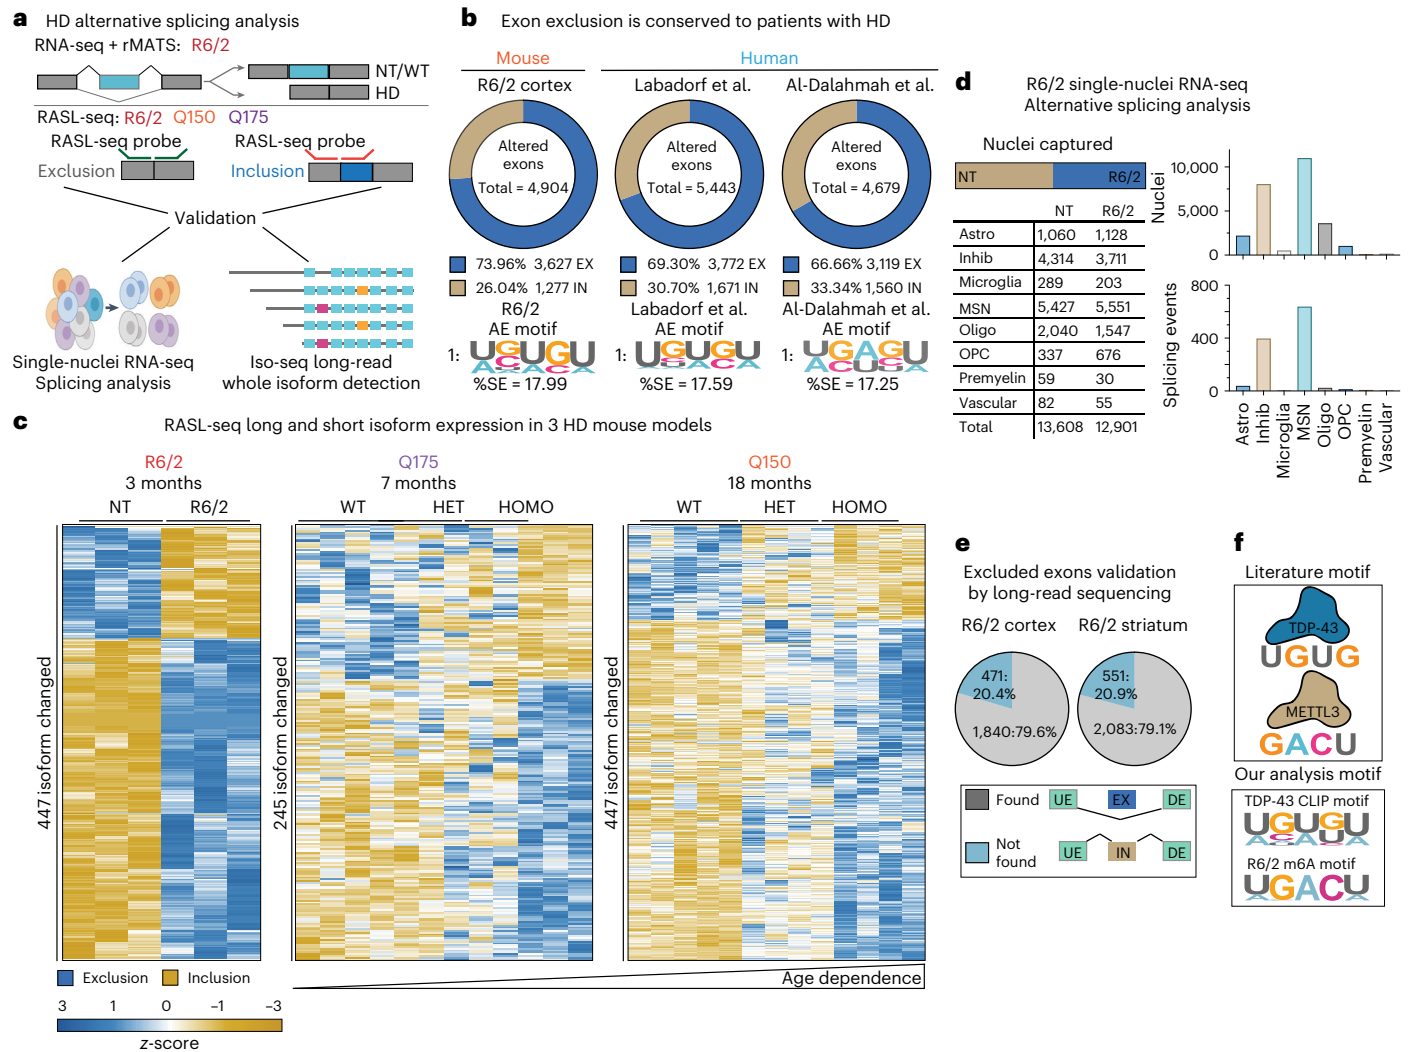 a HD alternative splicing analysis
RNA-seq + rMATS: R6/2
NT/WT
HD
RASL-seq: R6/2 Q150 Q175
RASL-seq probe RASL-seq probe
Exclusion Inclusion
Validation
Single-nuclei RNA-seq
Splicing analysis
Iso-seq long-read
whole isoform detection
b Exon exclusion is conserved to patients with HD
Mouse Human
R6/2 cortex Labadorf et al. Al-Dalahmah et al.
Altered
exons
Total = 4,904
Altered
exons
Total = 5,443
Altered
exons
Total = 4,679
73.96% 3,627 EX
26.04% 1,277 IN
69.30% 3,772 EX
30.70% 1,671 IN
66.66% 3,119 EX
33.34% 1,560 IN
R6/2
AE motif
1: UGUGU
%SE = 17.99
Labadorf et al.
AE motif
1: UGUGU
%SE = 17.59
Al-Dalahmah et al.
AE motif
1: UGAGU
%SE = 17.25
d R6/2 single-nuclei RNA-seq
Alternative splicing analysis
Nuclei captured
NT R6/2
NT R6/2
Astro 1,060 1,128
Inhib 4,314 3,711
Microglia 289 203
MSN 5,427 5,551
Oligo 2,040 1,547
OPC 337 676
Premyelin 59 30
Vascular 82 55
Total 13,608 12,901
Nuclei
10,000
5,000
0
Splicing events
800
400
0
Astro
Inhib
Microglia
MSN
Oligo
OPC
Premyelin
Vascular
c RASL-seq long and short isoform expression in 3 HD mouse models
R6/2
3 months
NT R6/2
447 isoform changed
Q175
7 months
WT HET HOMO
245 isoform changed
Q150
18 months
WT HET HOMO
447 isoform changed
Exclusion Inclusion
3 1 0 –1 –3
z-score
Age dependence
e
Excluded exons validation
by long-read sequencing
R6/2 cortex R6/2 striatum
471:
20.4%
1,840:79.6%
551:
20.9%
2,083:79.1%
Found UE EX DE
Not
found
UE IN DE
f
Literature motif
TDP-43
UGUG
METTL3
GACU
Our analysis motif
TDP-43 CLIP motif
UGUGU
R6/2 m6A motif
UGACU